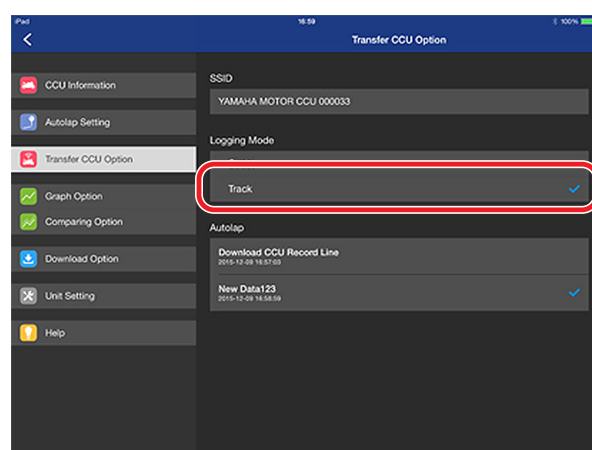 iPad 16:59 100%
Transfer CCU Option
CCU Information
Autolap Setting
Transfer CCU Option
Graph Option
Comparing Option
Download Option
Unit Setting
Help
SSID
YAMAHA MOTOR CCU 000033
Logging Mode
Track
Autolap
Download CCU Record Line
2015-12-09 16:57:03
New Data123
2015-12-09 16:58:59